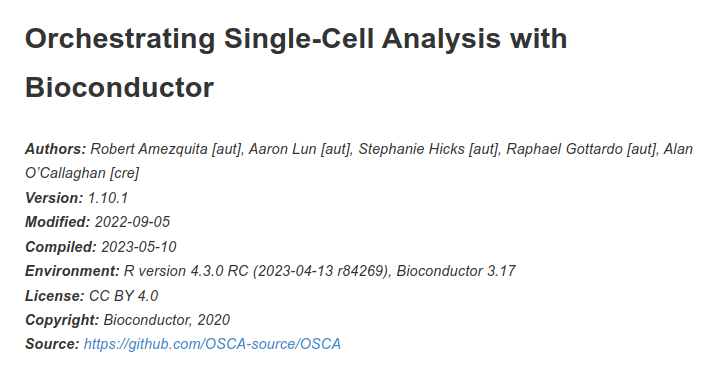 Orchestrating Single-Cell Analysis with
Bioconductor
Authors: Robert Amezquita [aut], Aaron Lun [aut], Stephanie Hicks [aut], Raphael Gottardo [aut], Alan
O’Callaghan [cre]
Version: 1.10.1
Modified: 2022-09-05
Compiled: 2023-05-10
Environment: R version 4.3.0 RC (2023-04-13 r84269), Bioconductor 3.17
License: CC BY 4.0
Copyright: Bioconductor, 2020
Source: https://github.com/OSCA-source/OSCA